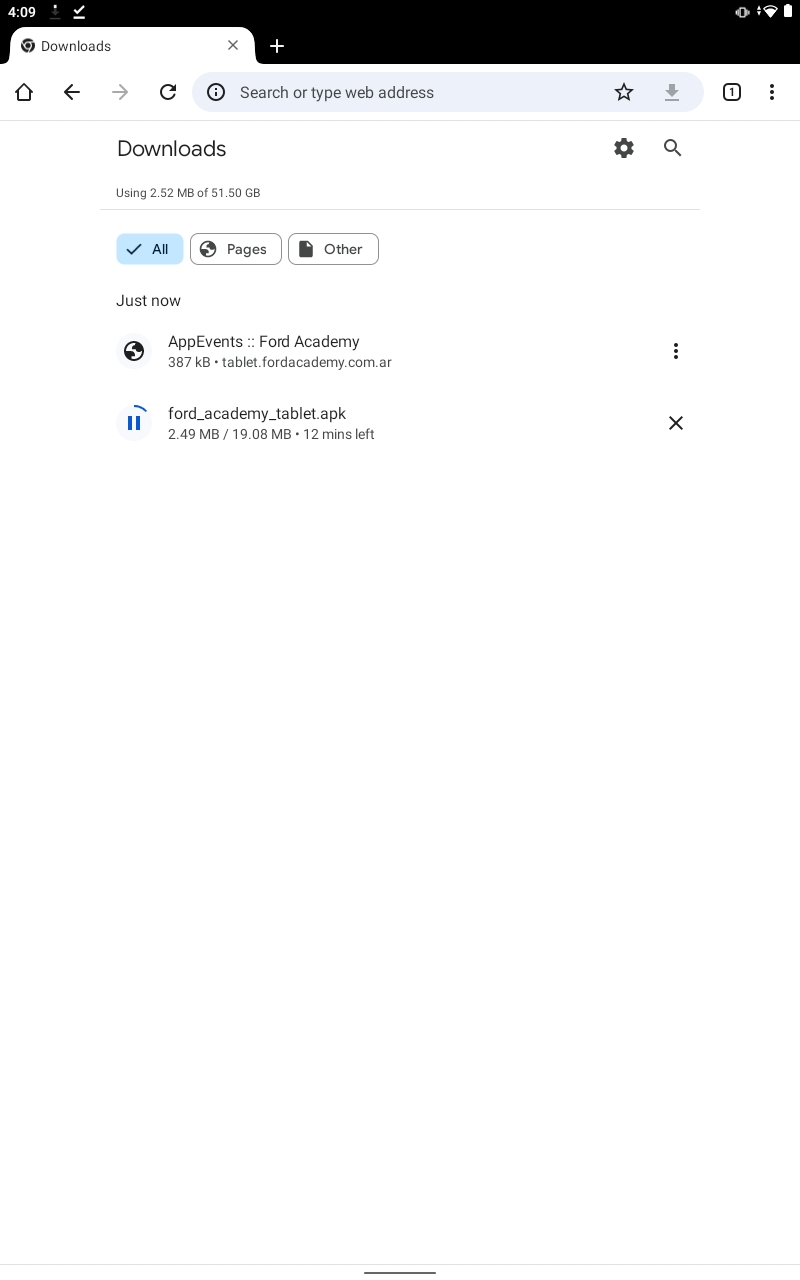 4:09
Downloads
Search or type web address
1
Downloads
Using 2.52 MB of 51.50 GB
All
Pages
Other
Just now
AppEvents :: Ford Academy
387 kB • tablet.fordacademy.com.ar
ford_academy_tablet.apk
2.49 MB / 19.08 MB • 12 mins left